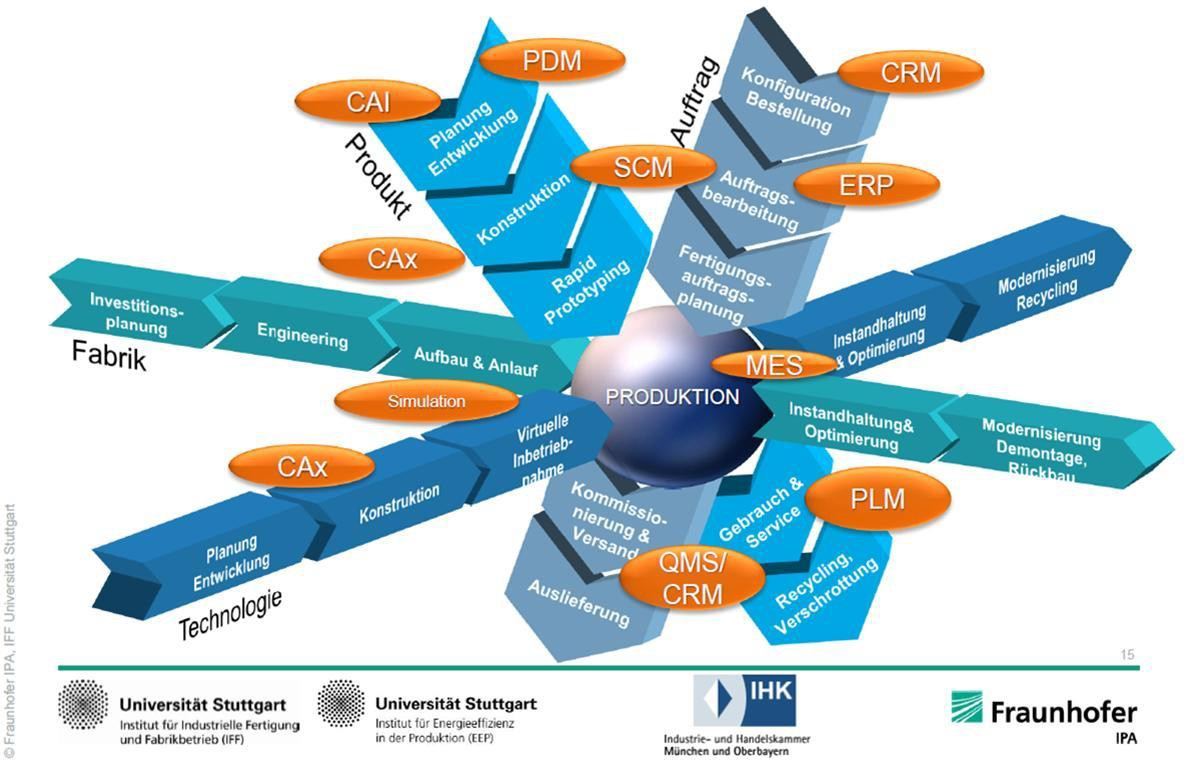 PDM
CAI
Planung
Entwicklung
Produkt
Konstruktion
SCM
CAx
Rapid
Prototyping
Auftrag
Konfiguration
Bestellung
CRM
Auftrags-
bearbeitung
ERP
Fertigungs-
auftrags-
planung
Investitions-
planung
Engineering
Aufbau & Anlauf
Fabrik
PRODUKTION
MES
Instandhaltung
& Optimierung
Modernisierung
Recycling
Instandhaltung&
Optimierung
Modernisierung
Demontage,
Rückbau
Simulation
CAx
Virtuelle
Inbetrieb-
nahme
Konstruktion
Planung
Entwicklung
Technologie
Kommissio-
nierung &
Versand
Auslieferung
QMS/
CRM
Gebrauch &
Service
PLM
Recycling,
Verschrottung
© Fraunhofer IPA, IFF Universität Stuttgart
15
Universität Stuttgart
Institut für Industrielle Fertigung
und Fabrikbetrieb (IFF)
Universität Stuttgart
Institut für Energieeffizienz
in der Produktion (EEP)
IHK
Industrie- und Handelskammer
München und Oberbayern
Fraunhofer
IPA